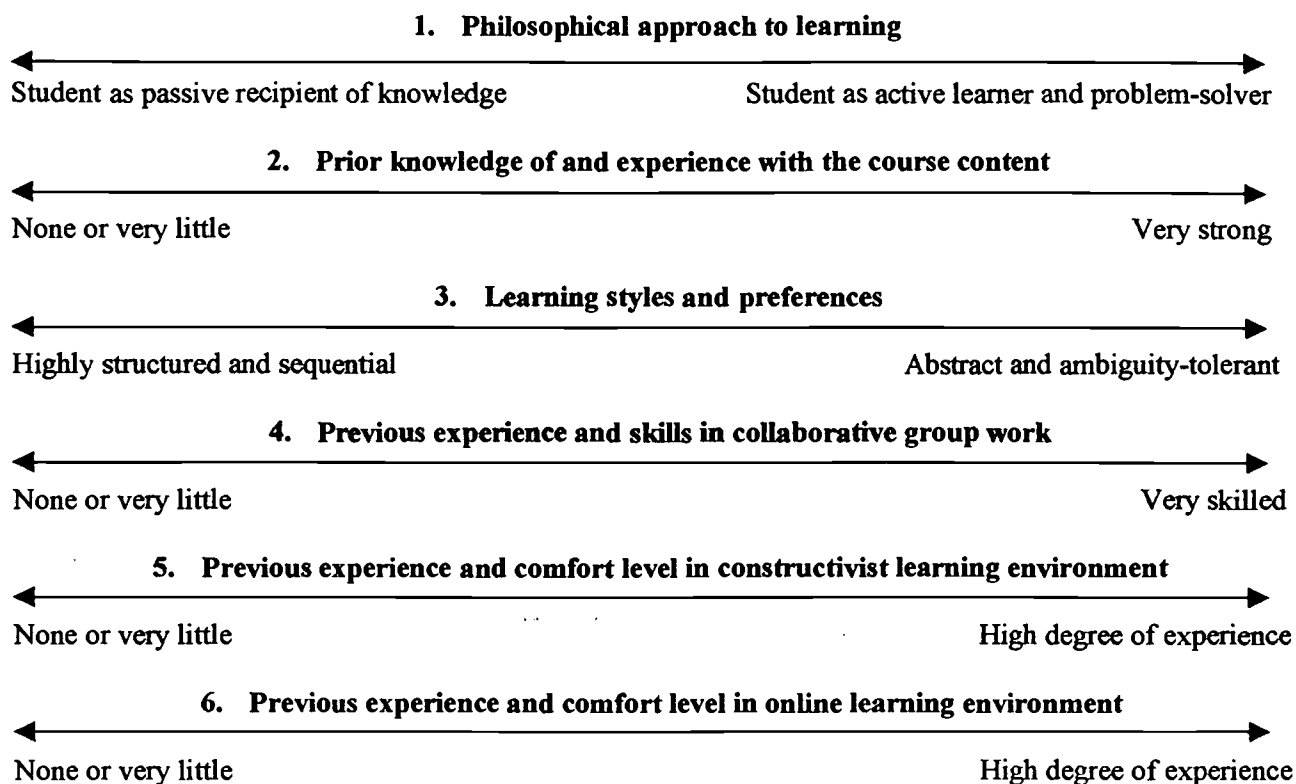 1. Philosophical approach to learning
Student as passive recipient of knowledge Student as active learner and problem-solver
2. Prior knowledge of and experience with the course content
None or very little Very strong
3. Learning styles and preferences
Highly structured and sequential Abstract and ambiguity-tolerant
4. Previous experience and skills in collaborative group work
None or very little Very skilled
5. Previous experience and comfort level in constructivist learning environment
None or very little High degree of experience
6. Previous experience and comfort level in online learning environment
None or very little High degree of experience